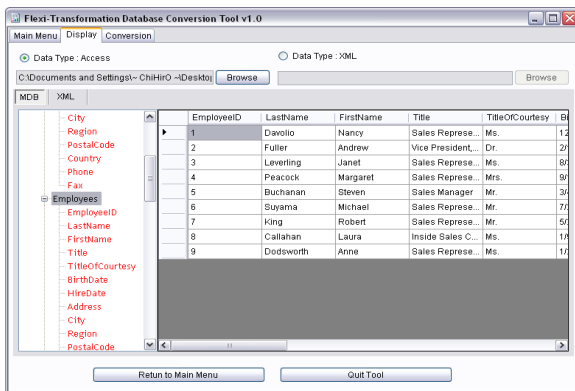 Flexi-Transformation Database Conversion Tool v1.0
Main Menu Display Conversion
Data Type : Access Data Type : XML
C:\Documents and Settings\~ ChiHirO ~\Desktop Browse Browse
MDB XML
EmployeeID LastName FirstName Title TitleOfCourtesy
1 Davolio Nancy Sales Represe... Ms.
2 Fuller Andrew Vice President,... Dr.
3 Leverling Janet Sales Represe... Ms.
4 Peacock Margaret Sales Represe... Mrs.
5 Buchanan Steven Sales Manager Mr.
6 Suyama Michael Sales Represe... Mr.
7 King Robert Sales Represe... Mr.
8 Callahan Laura Inside Sales C... Ms.
9 Dodsworth Anne Sales Represe... Ms.
City
Region
PostalCode
Country
Phone
Fax
Employees
EmployeeID
LastName
FirstName
Title
TitleOfCourtesy
BirthDate
HireDate
Address
City
Region
PostalCode
Retun to Main Menu Quit Tool